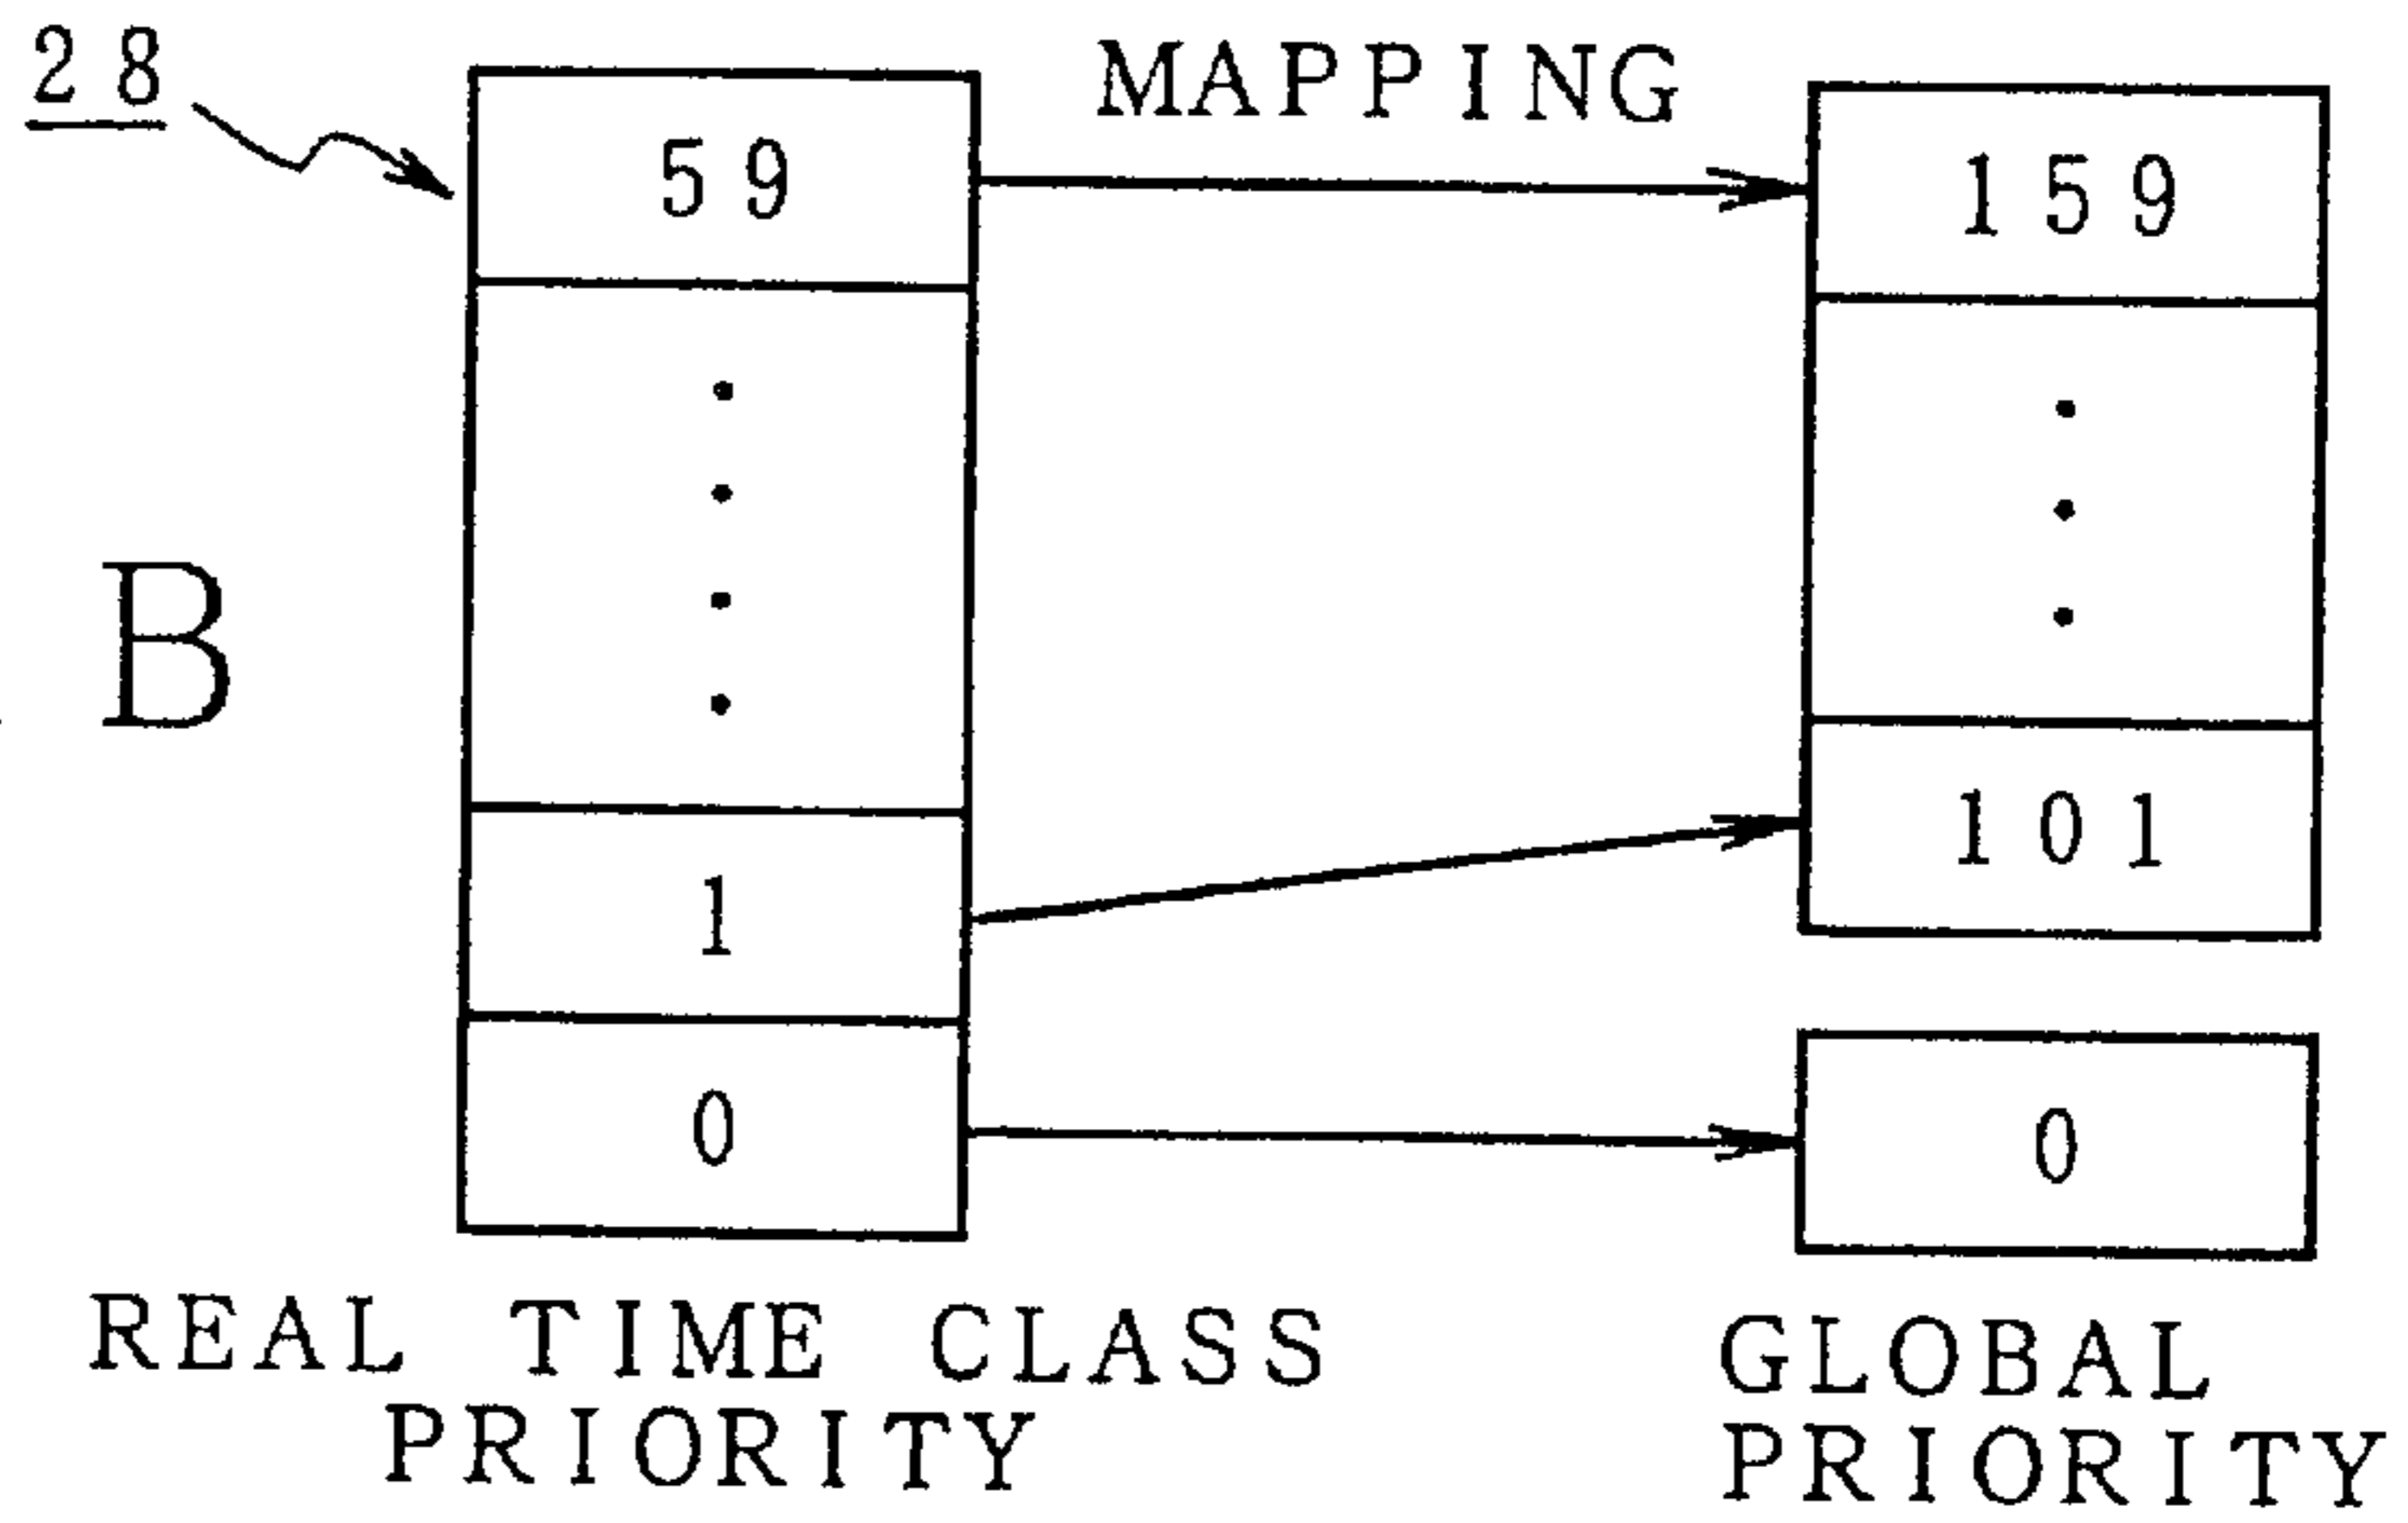 28
MAPPING
59
159
B
1
101
0
0
REAL TIME CLASS
PRIORITY
GLOBAL
PRIORITY